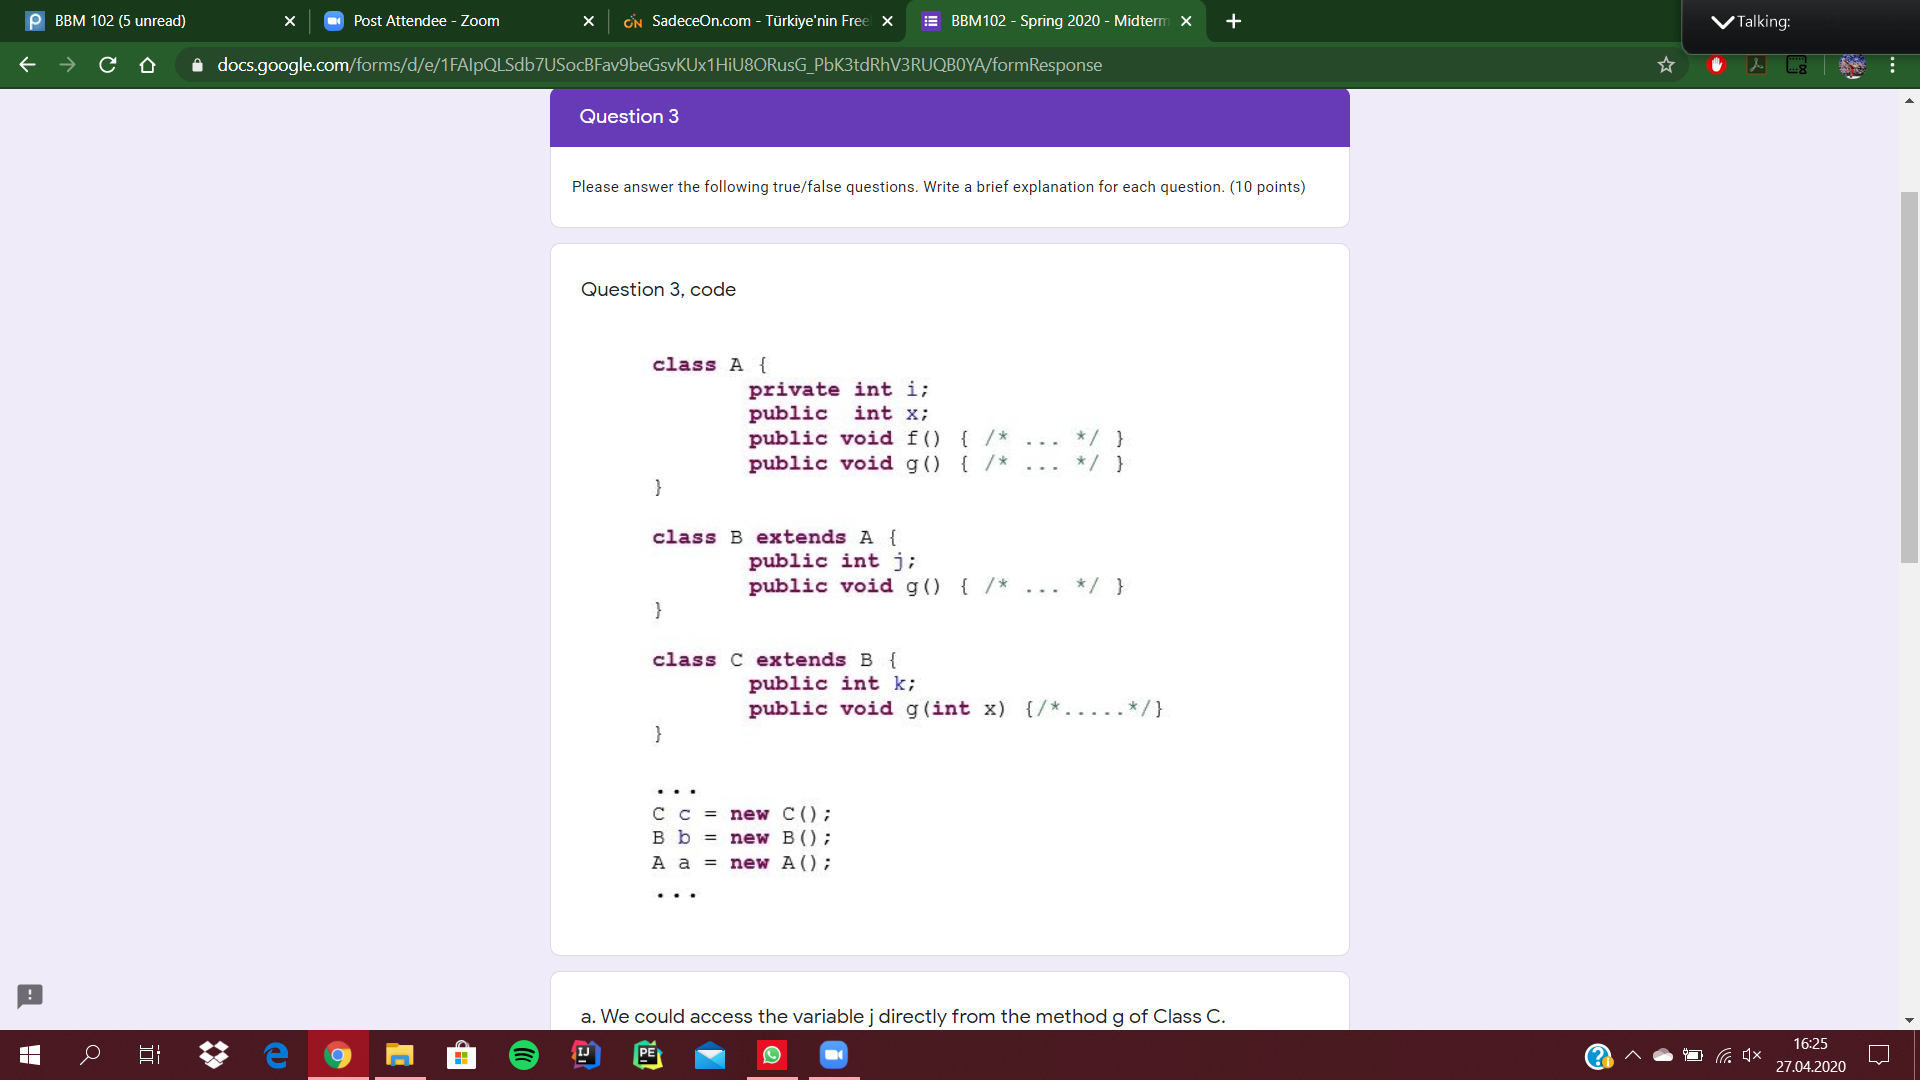 BBM 102 (5 unread)
Post Attendee - Zoom
SadeceOn.com - Türkiye'nin Free
BBM102 - Spring 2020 - Midterm
Talking:
docs.google.com/forms/d/e/1FAIpQLSdb7USocBFav9beGsvKUx1HiU8ORusG_PbK3tdRhV3RUQB0YA/formResponse
Question 3
Please answer the following true/false questions. Write a brief explanation for each question. (10 points)
Question 3, code
class A {
private int i;
public int x;
public void f() { /* ... */ }
public void g() { /* ... */ }
}
class B extends A {
public int j;
public void g() { /* ... */ }
}
class C extends B {
public int k;
public void g(int x) {/*.....*/}
}
...
C c = new C();
B b = new B();
A a = new A();
...
a. We could access the variable j directly from the method g of Class C.
16:25
27.04.2020